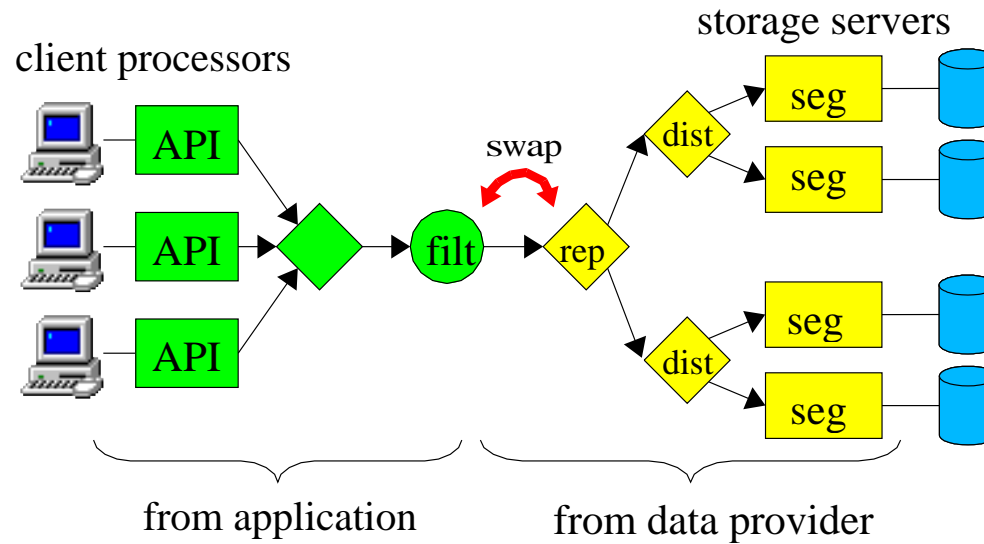 storage servers
client processors
seg
API
dist
swap
seg
API
filt
rep
seg
API
dist
seg
from application
from data provider